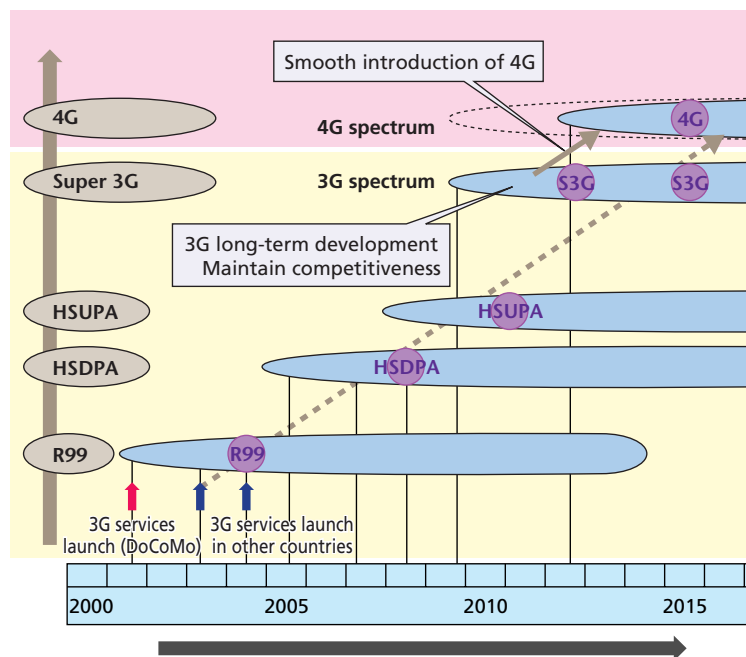 Smooth introduction of 4G
4G
4G spectrum
4G
Super 3G
3G spectrum
S3G
S3G
3G long-term development
Maintain competitiveness
HSUPA
HSUPA
HSDPA
HSDPA
R99
R99
3G services
launch (DoCoMo)
3G services launch
in other countries
2000
2005
2010
2015